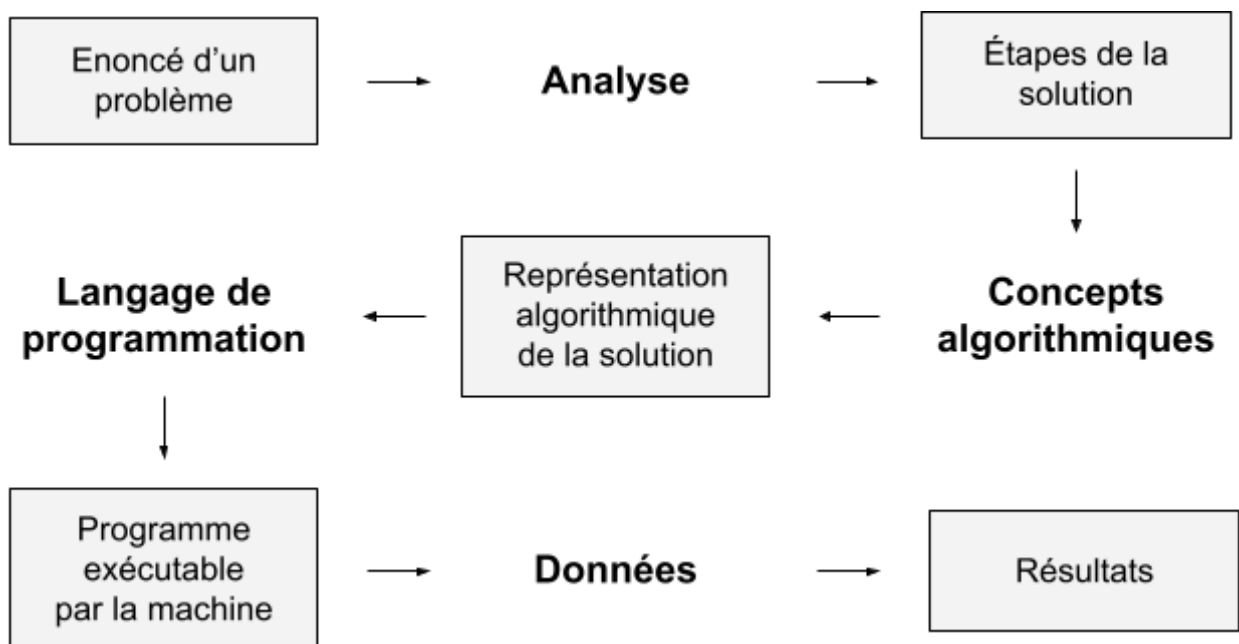 Enoncé d’un
problème
Analyse
Étapes de la
solution
Concepts
algorithmiques
Représentation
algorithmique
de la solution
Langage de
programmation
Programme
exécutable
par la machine
Données
Résultats